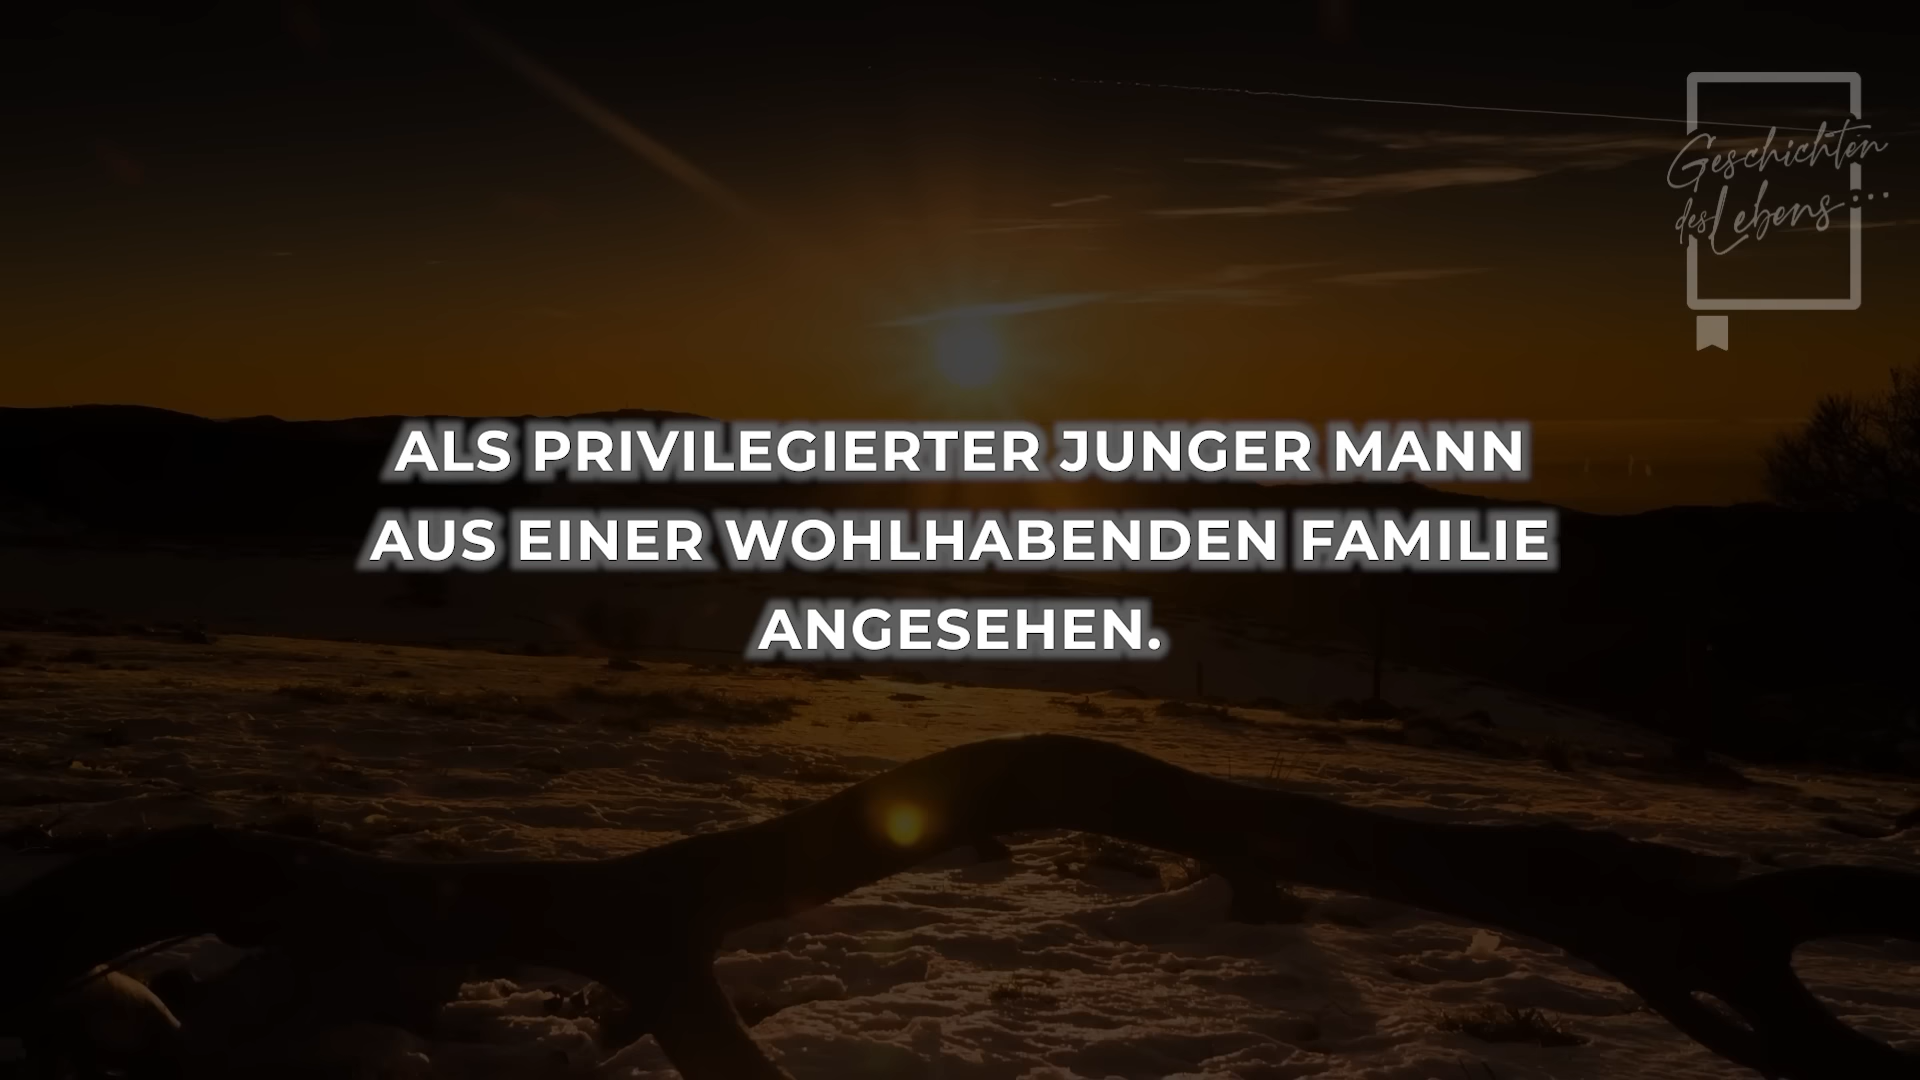 Geschichten
des Lebens...
ALS PRIVILEGIERTER JUNGER MANN
AUS EINER WOHLHABENDEN FAMILIE
ANGESEHEN.